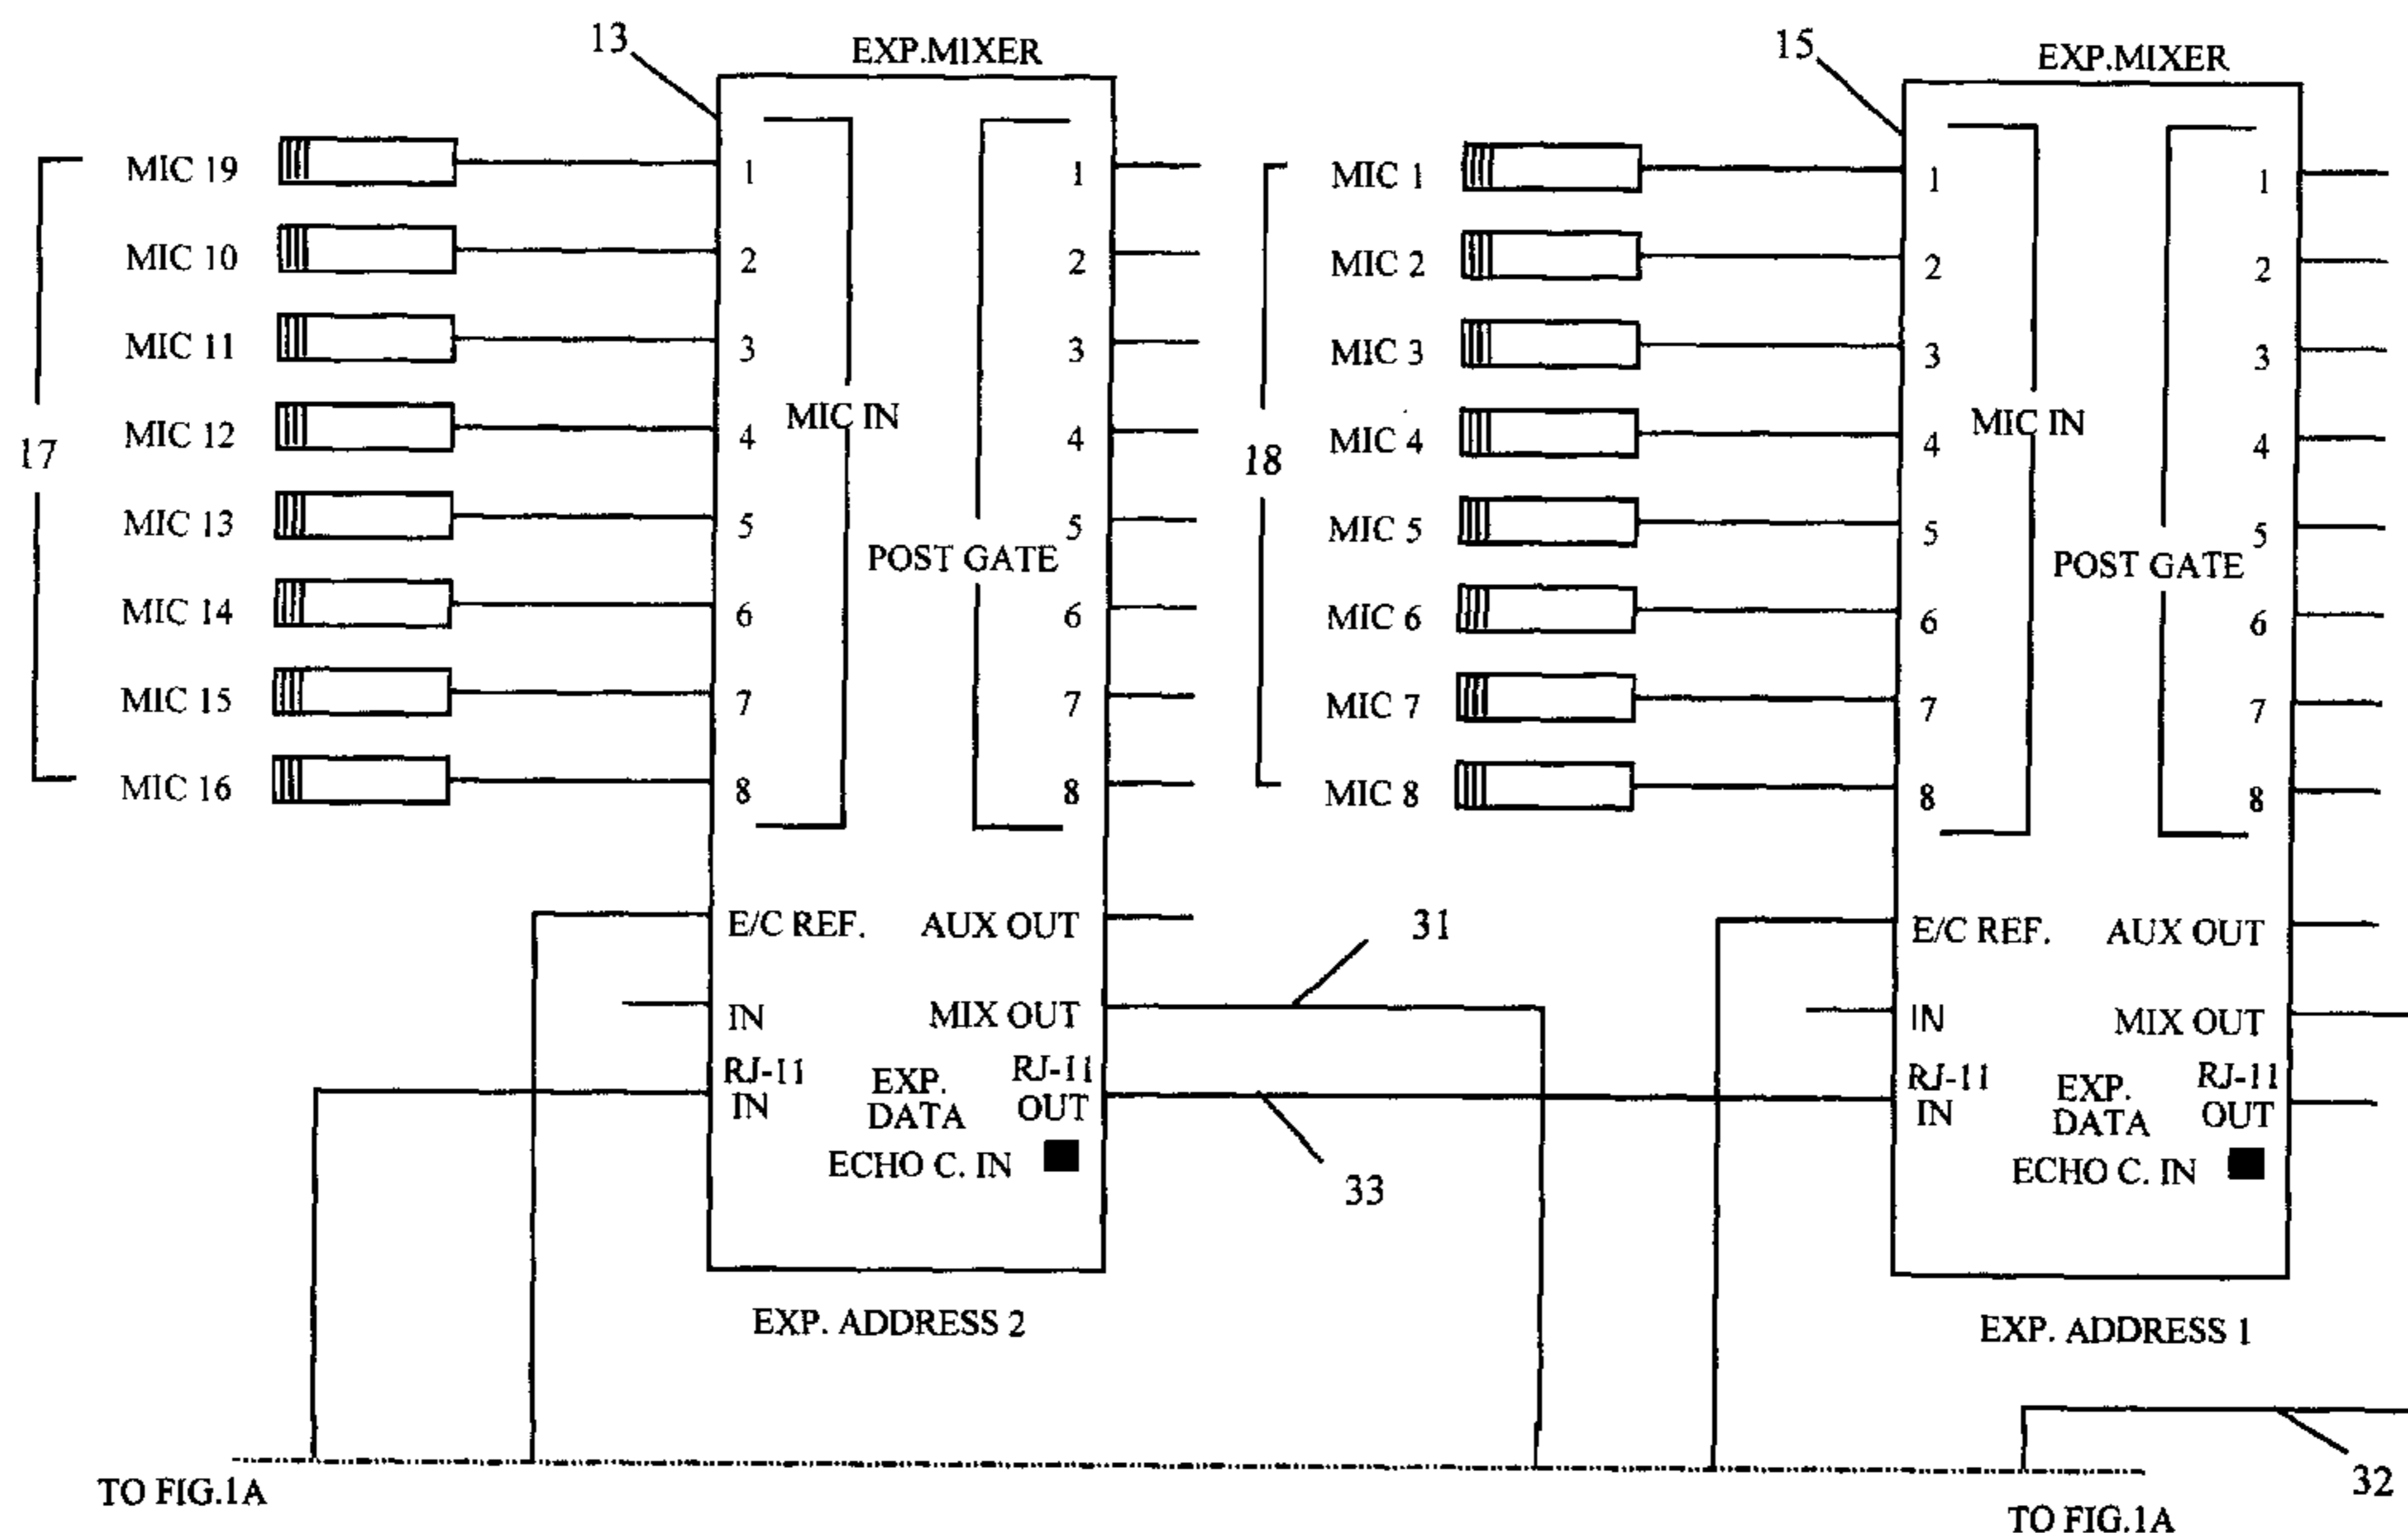 13
EXP.MIXER
MIC 19
MIC 10
MIC 11
MIC 12
MIC 13
MIC 14
MIC 15
MIC 16
17
1
2
3
4
5
6
7
8
MIC IN
POST GATE
1
2
3
4
5
6
7
8
E/C REF.
AUX OUT
IN
MIX OUT
RJ-11
IN
EXP.
DATA
RJ-11
OUT
ECHO C. IN
EXP. ADDRESS 2
31
33
15
EXP.MIXER
MIC 1
MIC 2
MIC 3
MIC 4
MIC 5
MIC 6
MIC 7
MIC 8
18
1
2
3
4
5
6
7
8
MIC IN
POST GATE
1
2
3
4
5
6
7
8
E/C REF.
AUX OUT
IN
MIX OUT
RJ-11
IN
EXP.
DATA
RJ-11
OUT
ECHO C. IN
EXP. ADDRESS 1
32
TO FIG.1A
TO FIG.1A